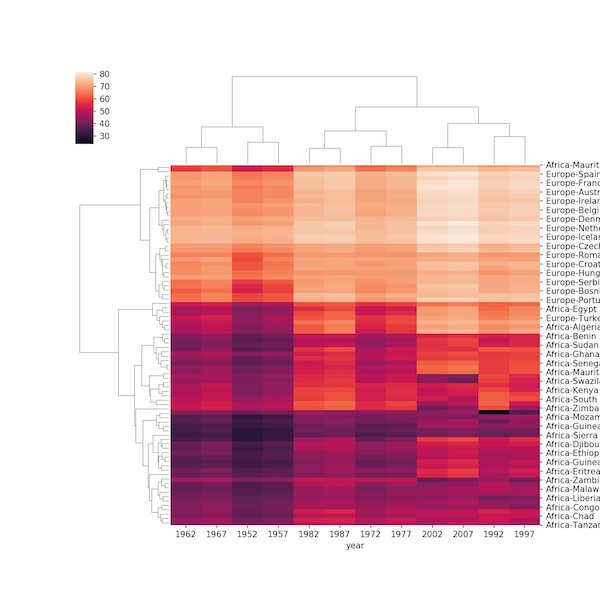 80
70
60
50
40
30
Africa-Maurit
Europe-Spain
Europe-Franc
Europe-Austr
Europe-Irelan
Europe-Belgi
Europe-Denm
Europe-Nethe
Europe-Icelan
Europe-Czech
Europe-Roma
Europe-Croat
Europe-Hung
Europe-Serbi
Europe-Bosni
Europe-Portu
Africa-Egypt
Europe-Turke
Africa-Algeria
Africa-Benin
Africa-Sudan
Africa-Ghana
Africa-Senega
Africa-Maurit
Africa-Swazil
Africa-Kenya
Africa-South
Africa-Zimba
Africa-Mozam
Africa-Guinea
Africa-Sierra
Africa-Djibou
Africa-Ethiop
Africa-Guinea
Africa-Eritrea
Africa-Zambi
Africa-Malaw
Africa-Liberia
Africa-Congo
Africa-Chad
Africa-Tanzan
1962 1967 1952 1957 1982 1987 1972 1977 2002 2007 1992 1997
year